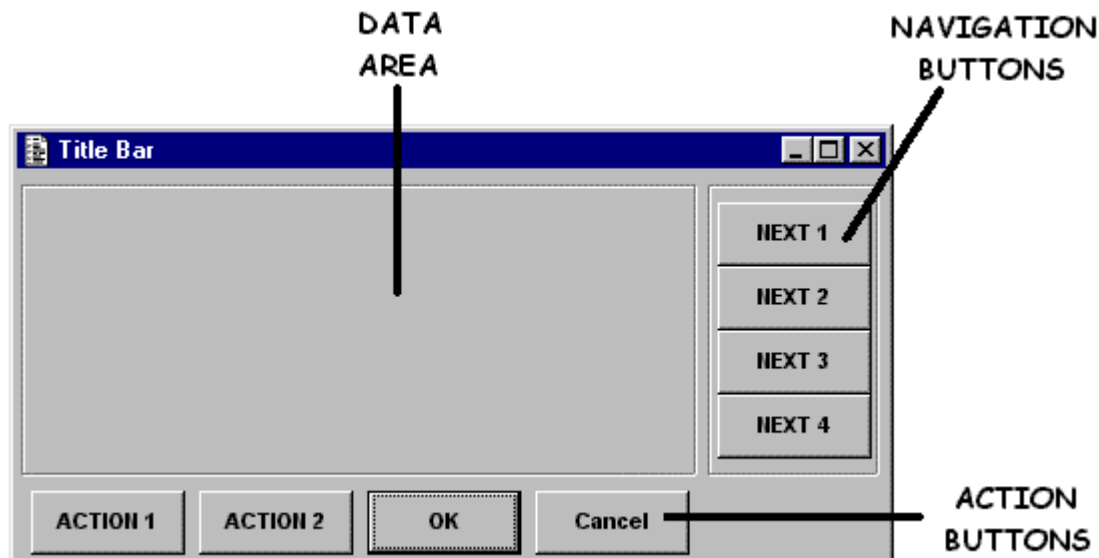 DATA
AREA
NAVIGATION
BUTTONS
Title Bar
NEXT 1
NEXT 2
NEXT 3
NEXT 4
ACTION 1 ACTION 2 OK Cancel
ACTION
BUTTONS